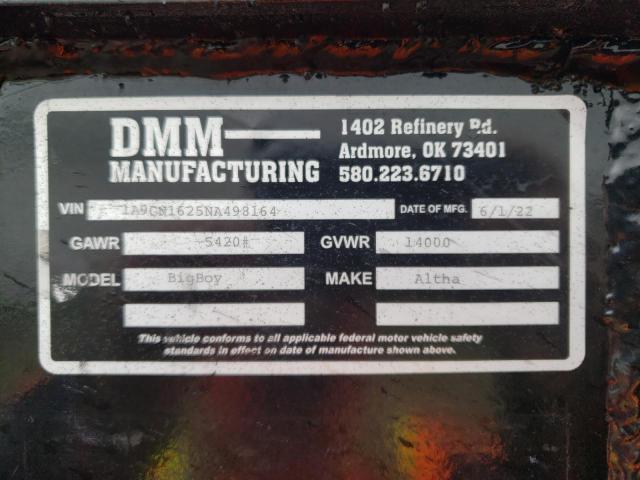 DMM
MANUFACTURING
1402 Refinery Rd.
Ardmore, OK 73401
580.223.6710
VIN 1A9GN1625NA498164 DATE OF MFG. 6/1/22
GAWR 5420# GVWR 14000
MODEL BigBoy MAKE Altha
This vehicle conforms to all applicable federal motor vehicle safety
standards in effect on date of manufacture shown above.